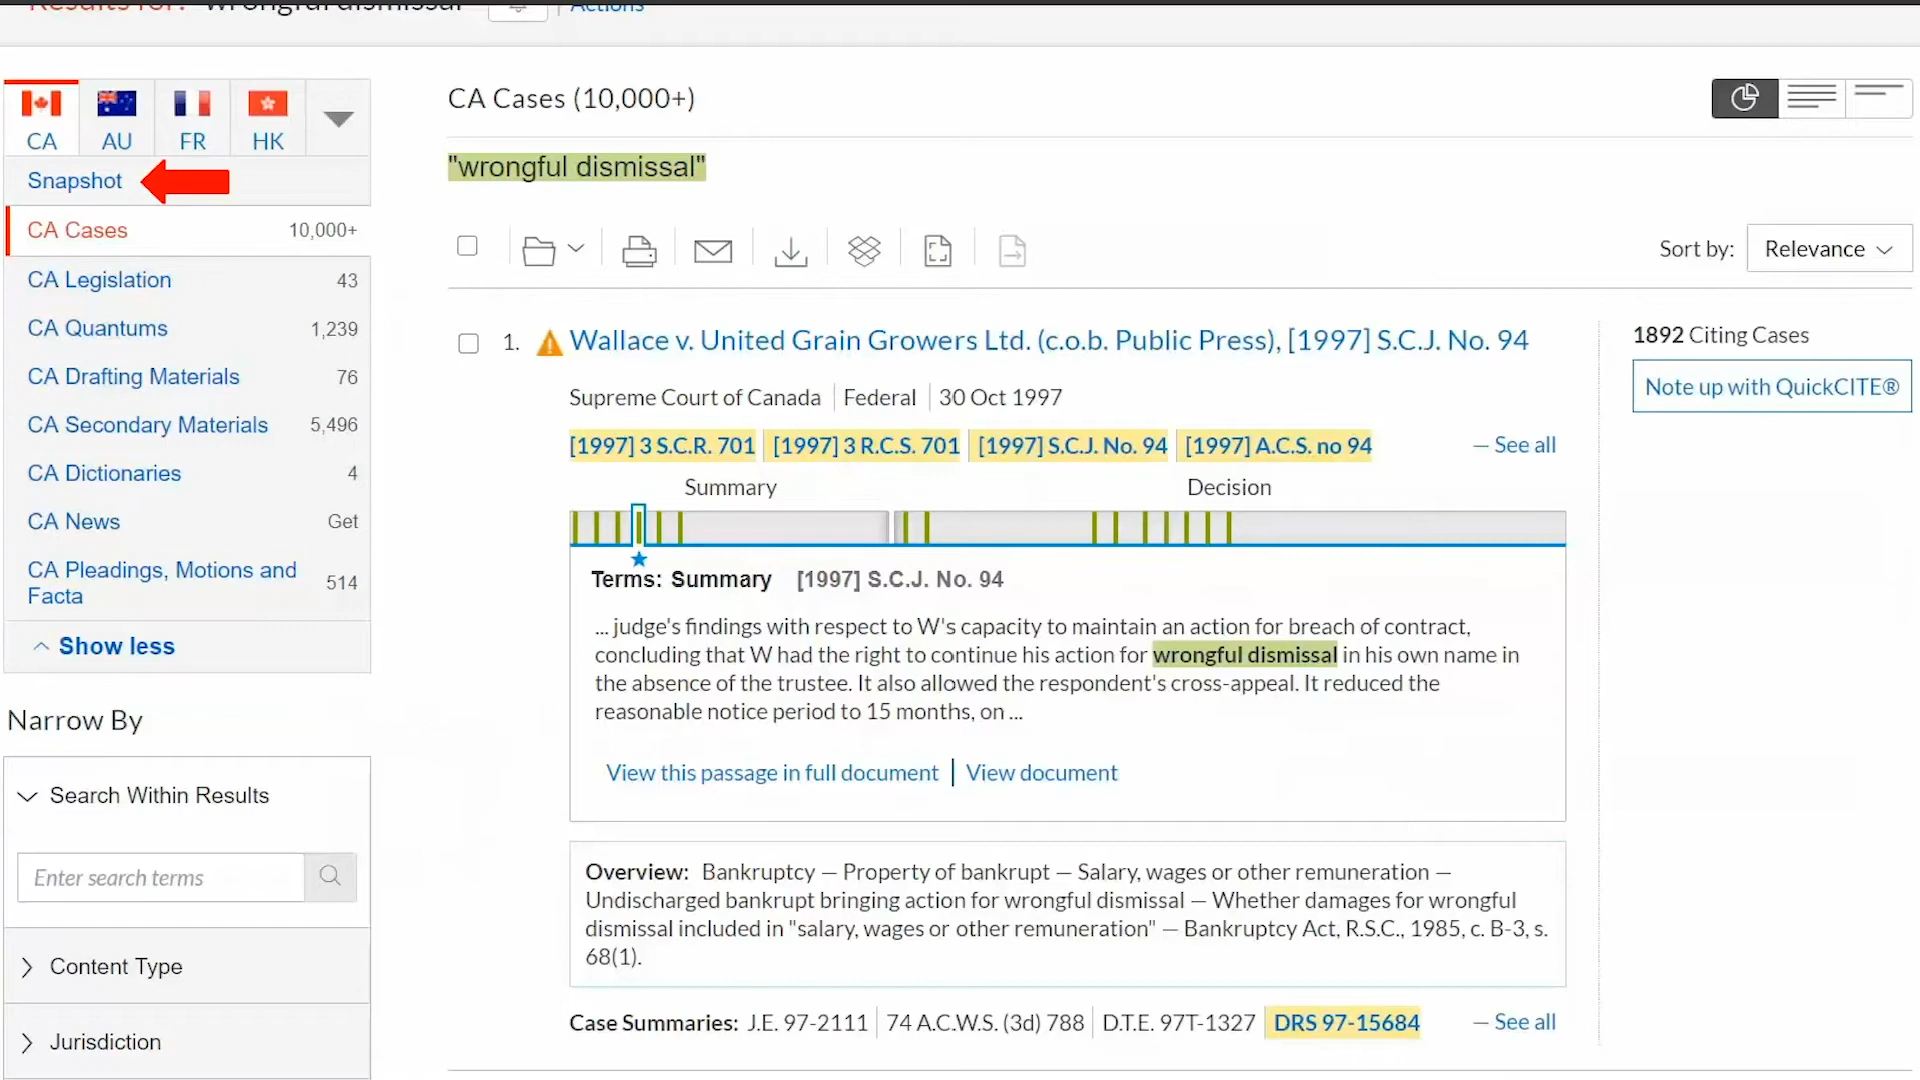 Results for: "wrongful dismissal"
Actions
CA
AU
FR
HK
Snapshot
CA Cases 10,000+
CA Legislation 43
CA Quantums 1,239
CA Drafting Materials 76
CA Secondary Materials 5,496
CA Dictionaries 4
CA News Get
CA Pleadings, Motions and
Facta 514
Show less
Narrow By
Search Within Results
Enter search terms
Content Type
Jurisdiction
CA Cases (10,000+)
"wrongful dismissal"
Sort by: Relevance
1. Wallace v. United Grain Growers Ltd. (c.o.b. Public Press), [1997] S.C.J. No. 94
Supreme Court of Canada Federal 30 Oct 1997
[1997] 3 S.C.R. 701 [1997] 3 R.C.S. 701 [1997] S.C.J. No. 94 [1997] A.C.S. no 94 — See all
Summary Decision
Terms: Summary [1997] S.C.J. No. 94
... judge's findings with respect to W's capacity to maintain an action for breach of contract,
concluding that W had the right to continue his action for wrongful dismissal in his own name in
the absence of the trustee. It also allowed the respondent's cross-appeal. It reduced the
reasonable notice period to 15 months, on ...
View this passage in full document | View document
Overview: Bankruptcy — Property of bankrupt — Salary, wages or other remuneration —
Undischarged bankrupt bringing action for wrongful dismissal — Whether damages for wrongful
dismissal included in "salary, wages or other remuneration" — Bankruptcy Act, R.S.C., 1985, c. B-3, s.
68(1).
Case Summaries: J.E. 97-2111 74 A.C.W.S. (3d) 788 D.T.E. 97T-1327 DRS 97-15684 — See all
1892 Citing Cases
Note up with QuickCITE®